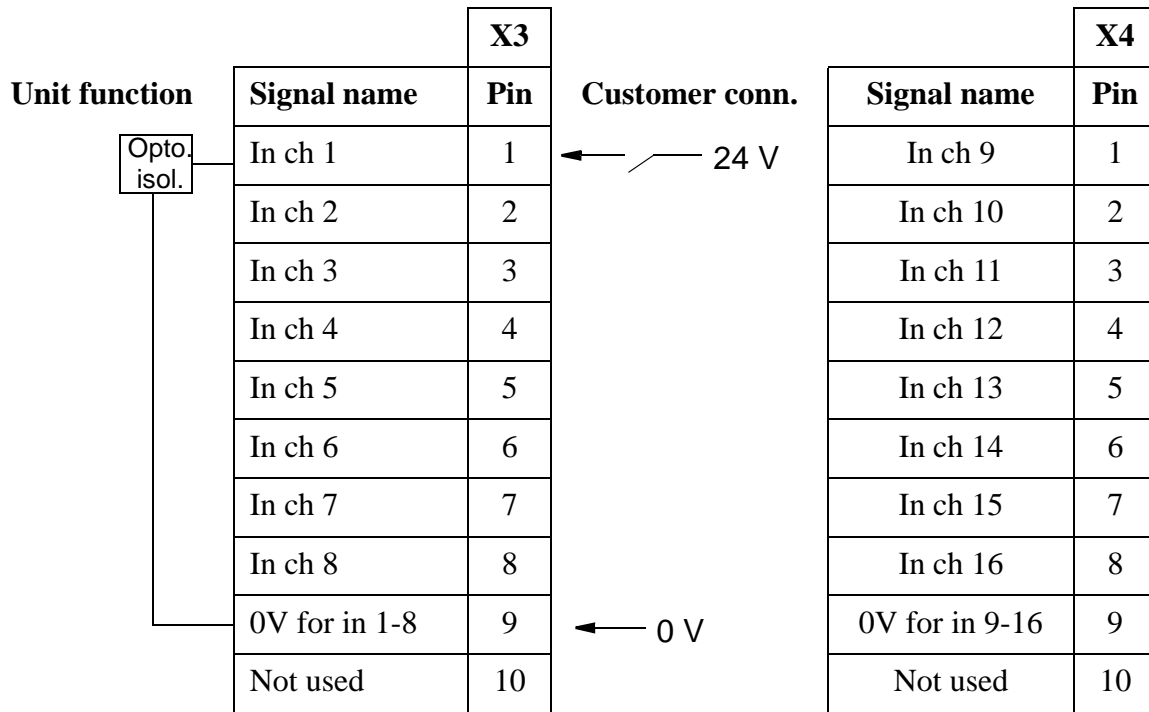 X3 X4
Unit function Signal name Pin Customer conn. Signal name Pin
Opto. In ch 1 1 24 V In ch 9 1
isol.
In ch 2 2 In ch 10 2
In ch 3 3 In ch 11 3
In ch 4 4 In ch 12 4
In ch 5 5 In ch 13 5
In ch 6 6 In ch 14 6
In ch 7 7 In ch 15 7
In ch 8 8 In ch 16 8
0V for in 1-8 9 0 V 0V for in 9-16 9
Not used 10 Not used 10